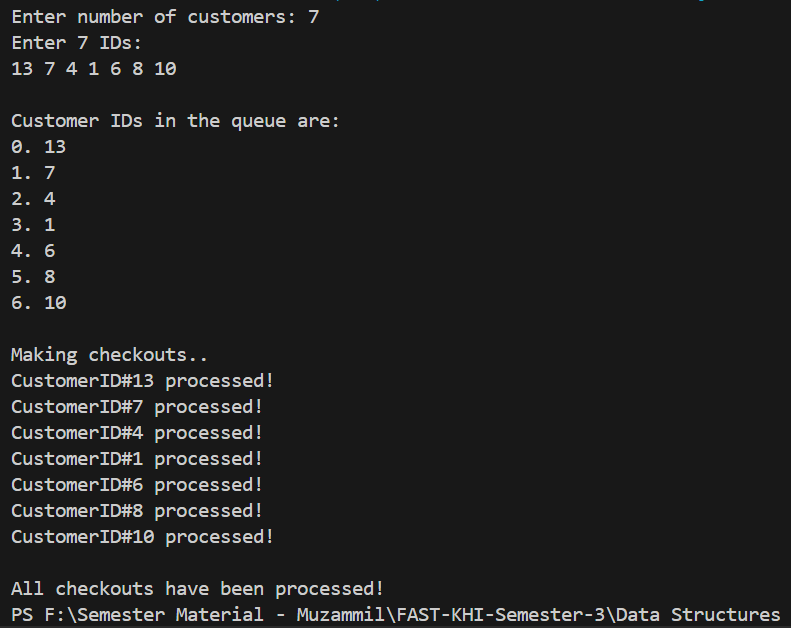 Enter number of customers: 7
Enter 7 IDs:
13 7 4 1 6 8 10
Customer IDs in the queue are:
0. 13
1. 7
2. 4
3. 1
4. 6
5. 8
6. 10
Making checkouts..
CustomerID#13 processed!
CustomerID#7 processed!
CustomerID#4 processed!
CustomerID#1 processed!
CustomerID#6 processed!
CustomerID#8 processed!
CustomerID#10 processed!
All checkouts have been processed!
PS F:\Semester Material - Muzammil\FAST-KHI-Semester-3\Data Structures